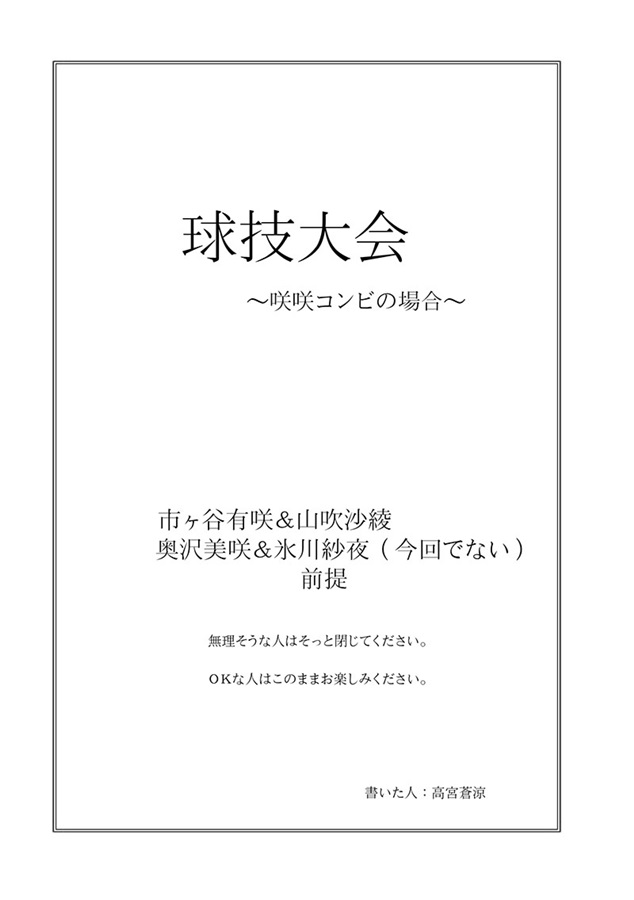 球技大会
～咲咲コンビの場合～
市ヶ谷有咲＆山吹沙綾
奥沢美咲＆氷川紗夜（今回でない）
前提
無理そうな人はそっと閉じてください。
ＯＫな人はこのままお楽しみください。
書いた人：高宮蒼涼